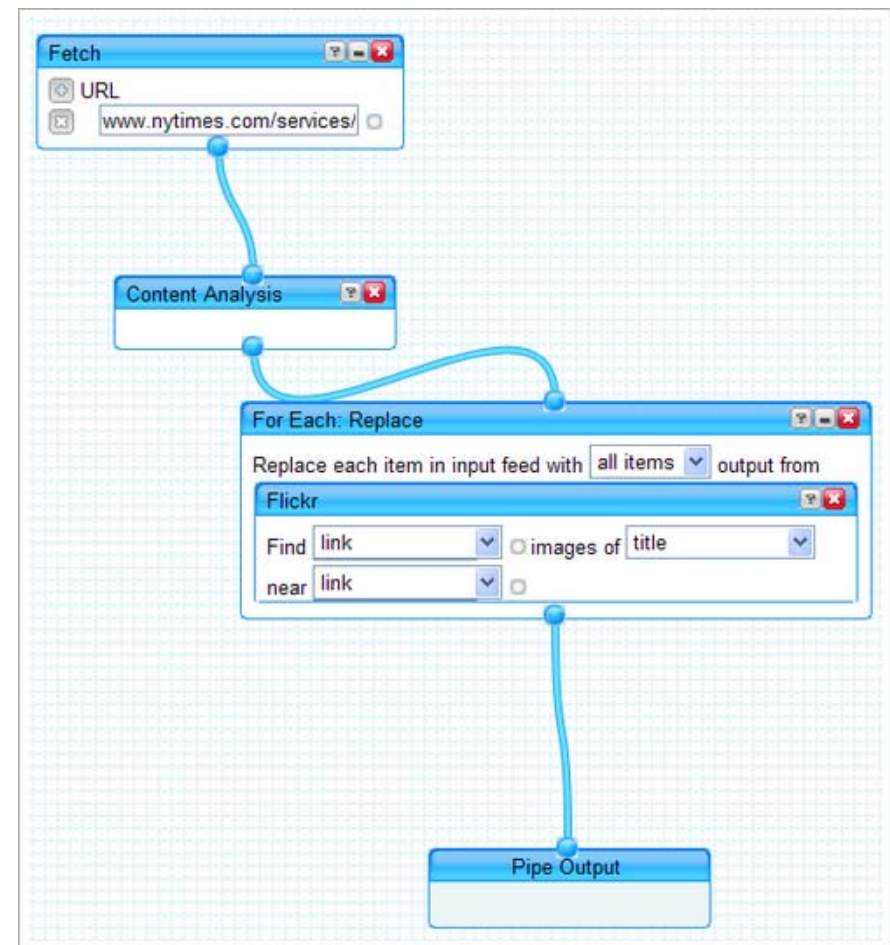 Fetch
URL
www.nytimes.com/services/
Content Analysis
For Each: Replace
Replace each item in input feed with all items output from
Flickr
Find link images of title
near link
Pipe Output